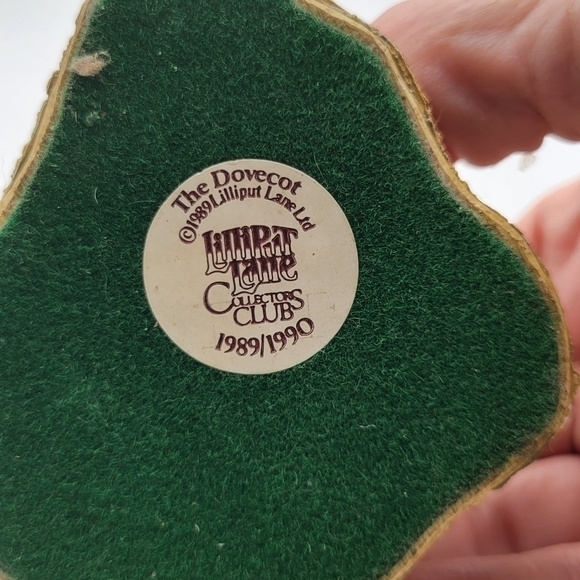 The Dovecot
©1989 Lilliput Lane Ltd
LILLIPUT
LANE
COLLECTORS
CLUB
1989/1990